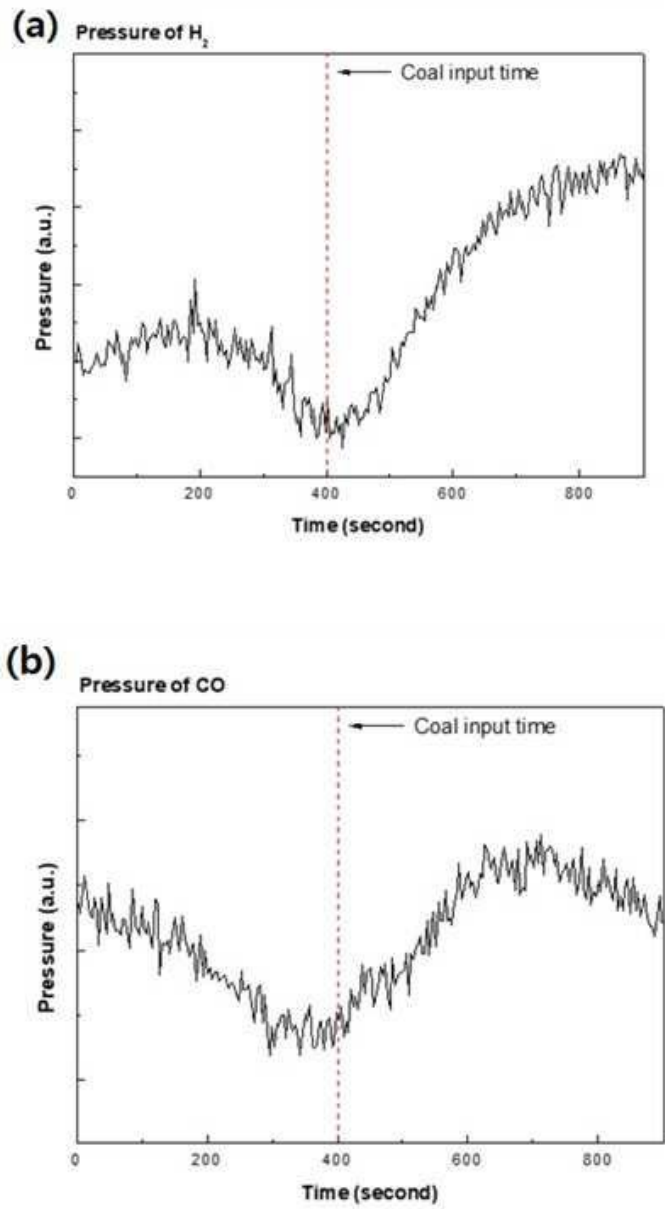 (a)
Pressure of H₂
Coal input time
Pressure (a.u.)
0 200 400 600 800
Time (second)
(b)
Pressure of CO
Coal input time
Pressure (a.u.)
0 200 400 600 800
Time (second)